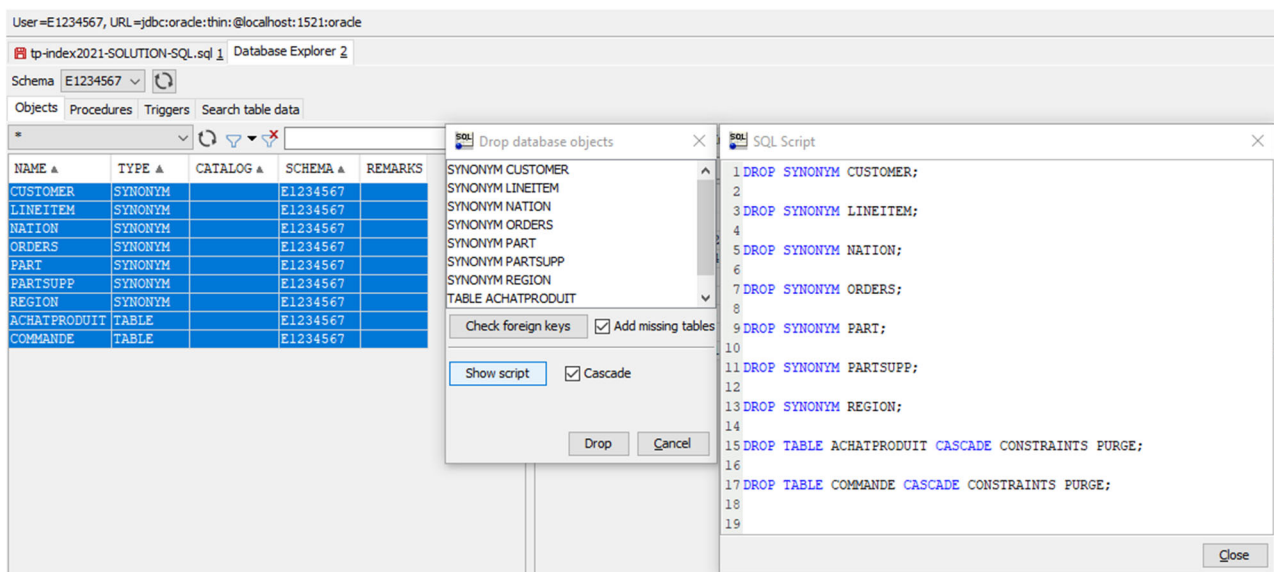 User=E1234567, URL=jdbc:oracle:thin:@localhost:1521:oracle
tp-index2021-SOLUTION-SQL.sql 1 Database Explorer 2
Schema E1234567
Objects Procedures Triggers Search table data
*
NAME TYPE CATALOG SCHEMA REMARKS
CUSTOMER SYNONYM E1234567
LINEITEM SYNONYM E1234567
NATION SYNONYM E1234567
ORDERS SYNONYM E1234567
PART SYNONYM E1234567
PARTSUPP SYNONYM E1234567
REGION SYNONYM E1234567
ACHATPRODUIT TABLE E1234567
COMMANDE TABLE E1234567
SQL Drop database objects
SYNONYM CUSTOMER
SYNONYM LINEITEM
SYNONYM NATION
SYNONYM ORDERS
SYNONYM PART
SYNONYM PARTSUPP
SYNONYM REGION
TABLE ACHATPRODUIT
Check foreign keys Add missing tables
Show script Cascade
Drop Cancel
SQL SQL Script
1 DROP SYNONYM CUSTOMER;
2
3 DROP SYNONYM LINEITEM;
4
5 DROP SYNONYM NATION;
6
7 DROP SYNONYM ORDERS;
8
9 DROP SYNONYM PART;
10
11 DROP SYNONYM PARTSUPP;
12
13 DROP SYNONYM REGION;
14
15 DROP TABLE ACHATPRODUIT CASCADE CONSTRAINTS PURGE;
16
17 DROP TABLE COMMANDE CASCADE CONSTRAINTS PURGE;
18
19
Close